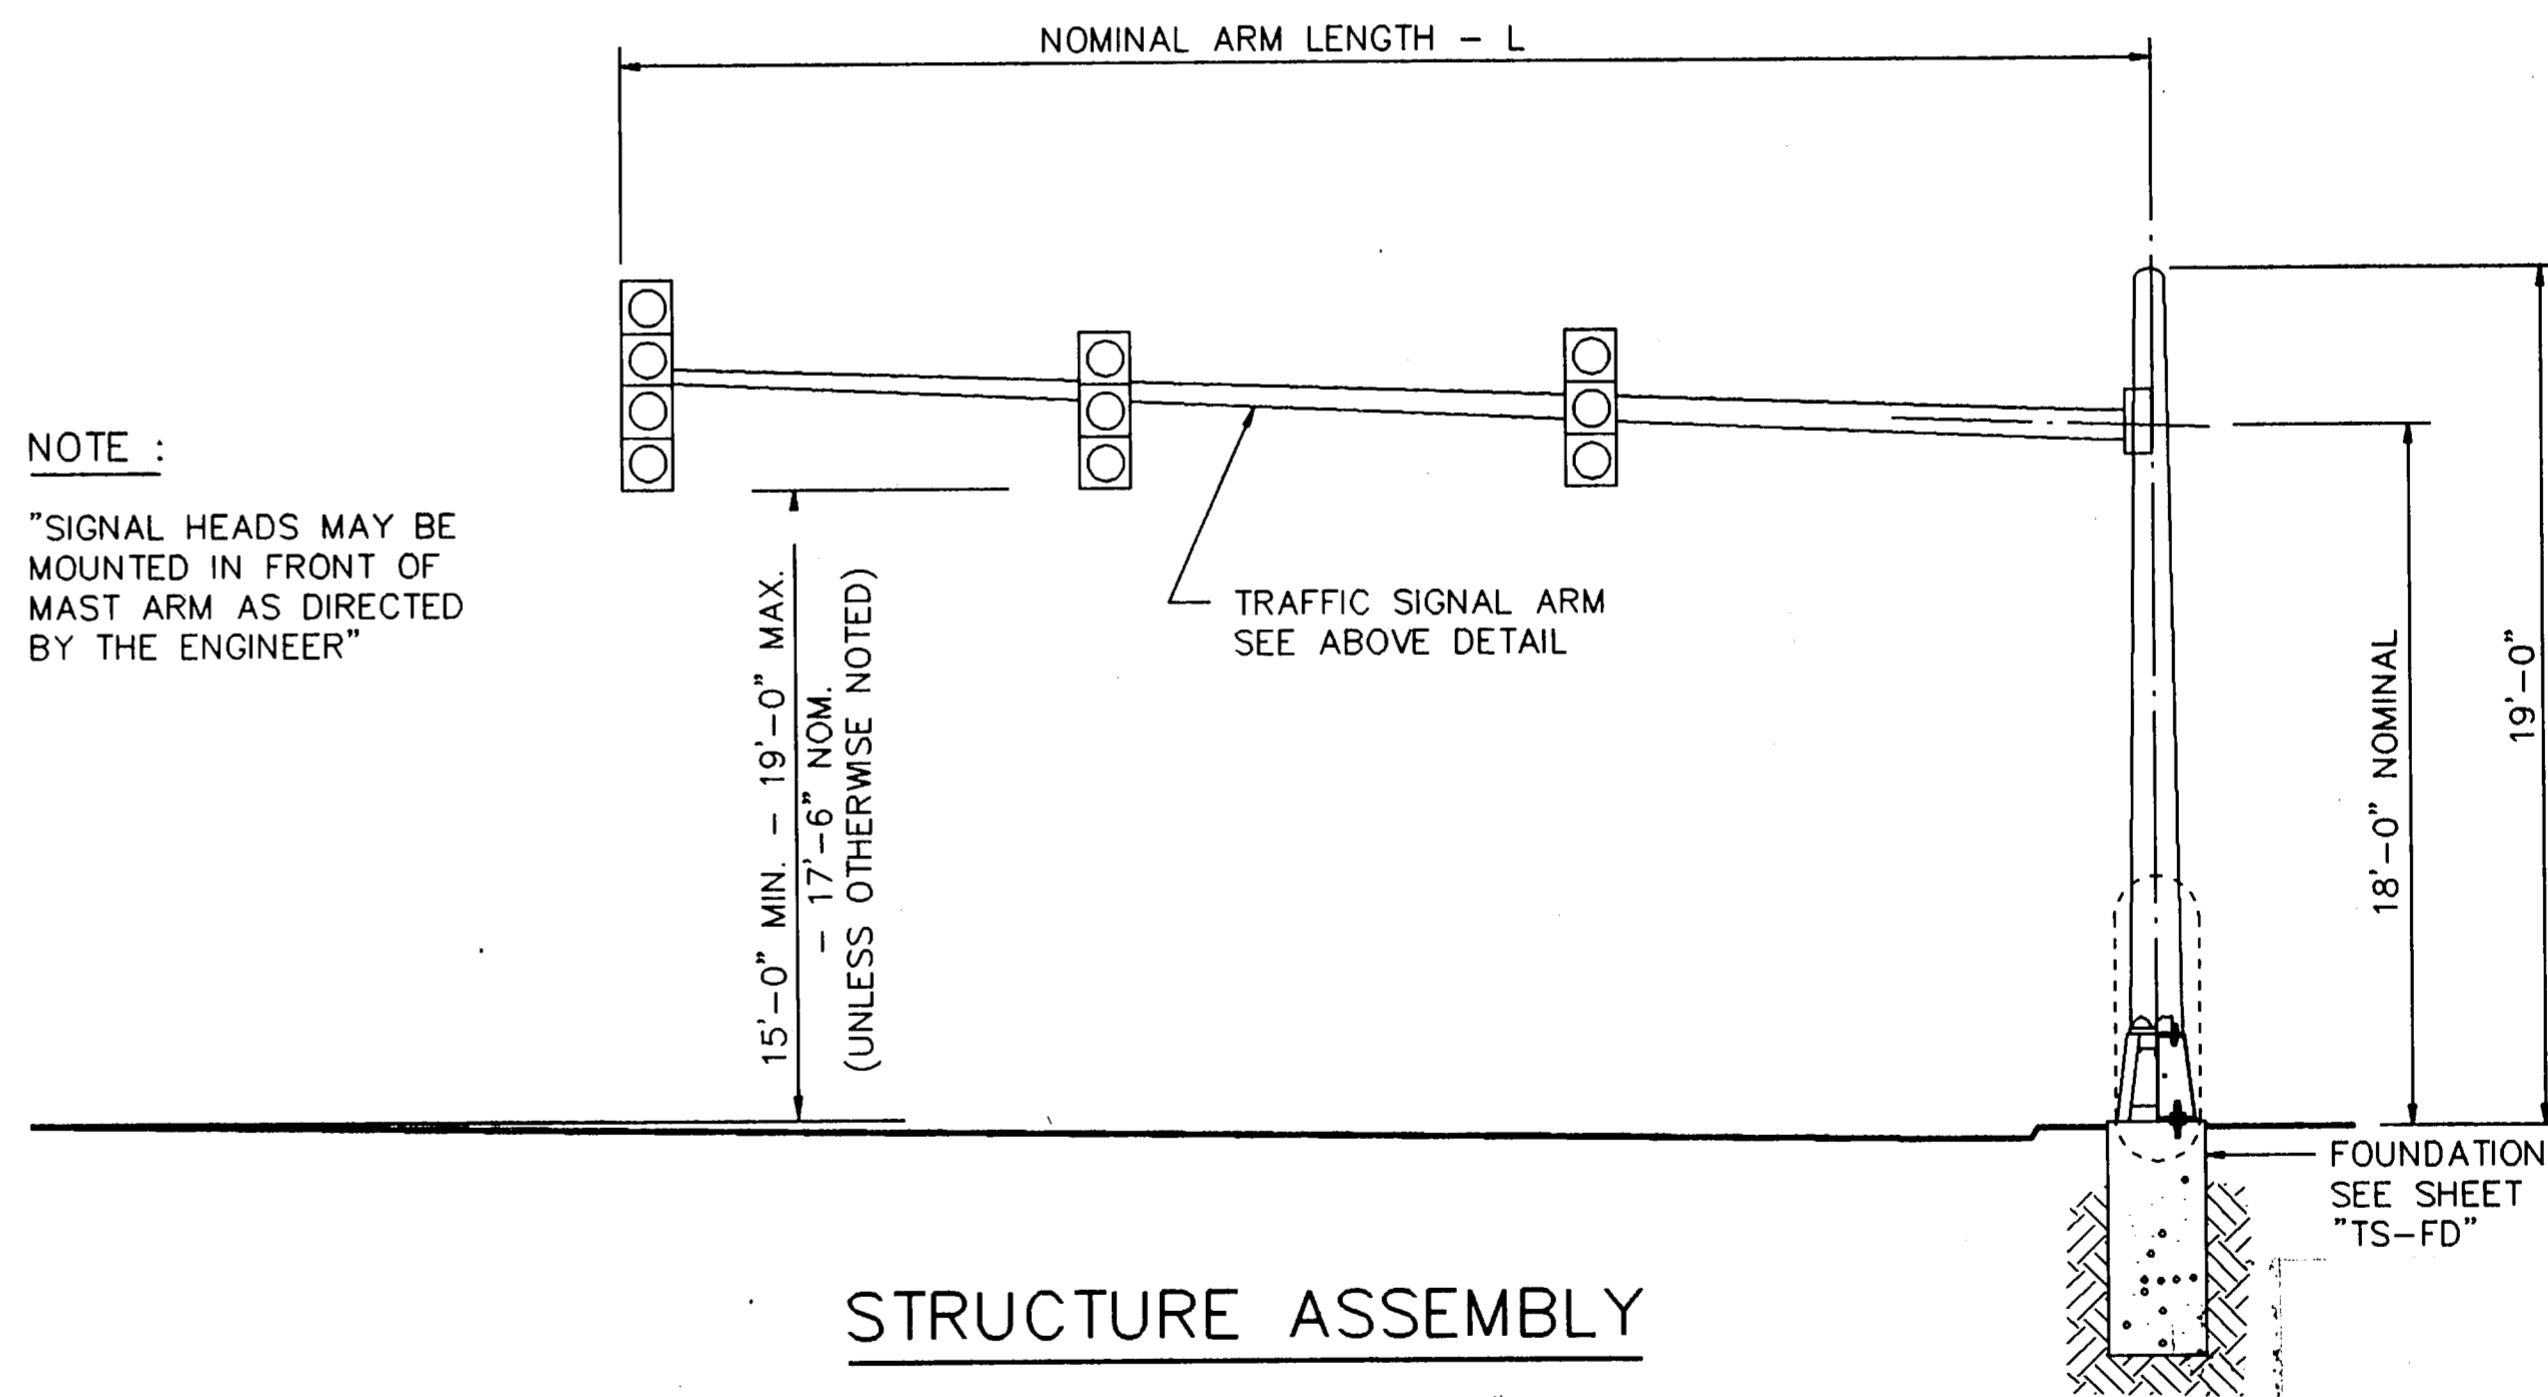 NOMINAL ARM LENGTH - L
NOTE :
"SIGNAL HEADS MAY BE
MOUNTED IN FRONT OF
MAST ARM AS DIRECTED
BY THE ENGINEER"
15'-0" MIN. - 19'-0" MAX.
- 17'-6" NOM.
(UNLESS OTHERWISE NOTED)
TRAFFIC SIGNAL ARM
SEE ABOVE DETAIL
18'-0" NOMINAL
19'-0"
FOUNDATION
SEE SHEET
"TS-FD"
STRUCTURE ASSEMBLY